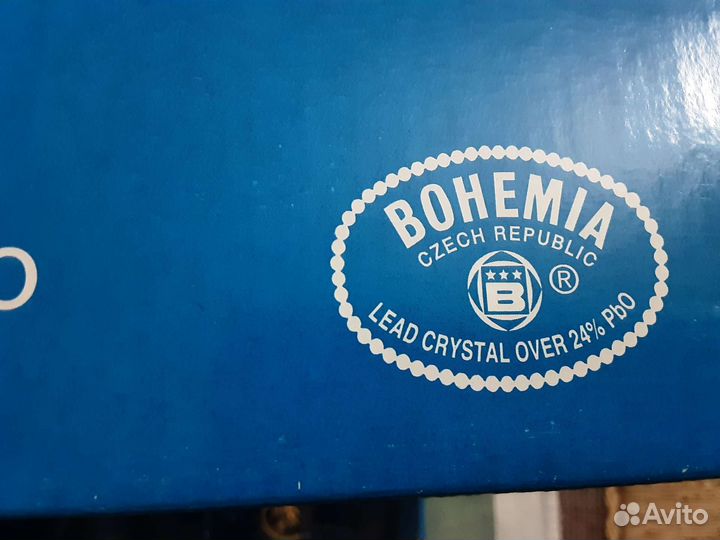 BOHEMIA
CZECH REPUBLIC
★★★
B ®
LEAD CRYSTAL OVER 24% PbO
Avito